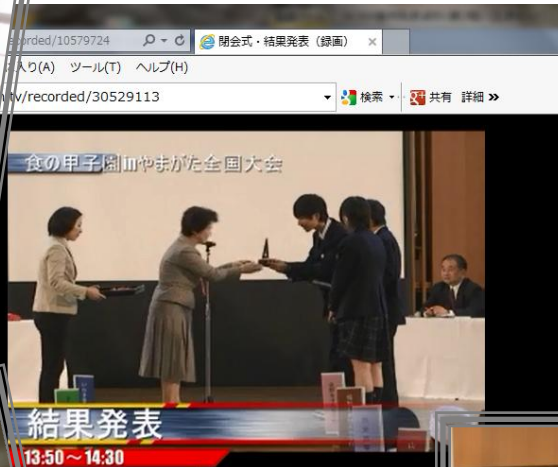 ecorded/10579724
閉会式・結果発表（録画） ×
入り(A) ツール(T) ヘルプ(H)
tv/recorded/30529113
検索
共有 詳細 »
食の甲子園inやまがた全国大会
結果発表
13:50～14:30